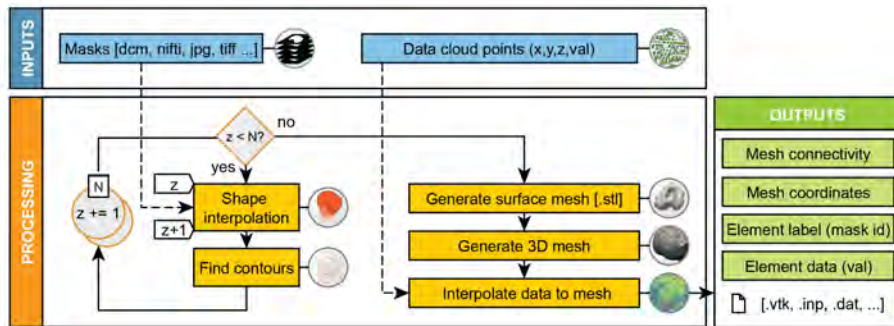 INPUTS
Masks [dcm, nifti, jpg, tiff ...]
Data cloud points (x,y,z,val)
PROCESSING
z < N?
no
yes
N
z += 1
z
Shape
interpolation
z+1
Find contours
Generate surface mesh [.stl]
Generate 3D mesh
Interpolate data to mesh
OUTPUTS
Mesh connectivity
Mesh coordinates
Element label (mask id)
Element data (val)
[.vtk, .inp, .dat, ...]